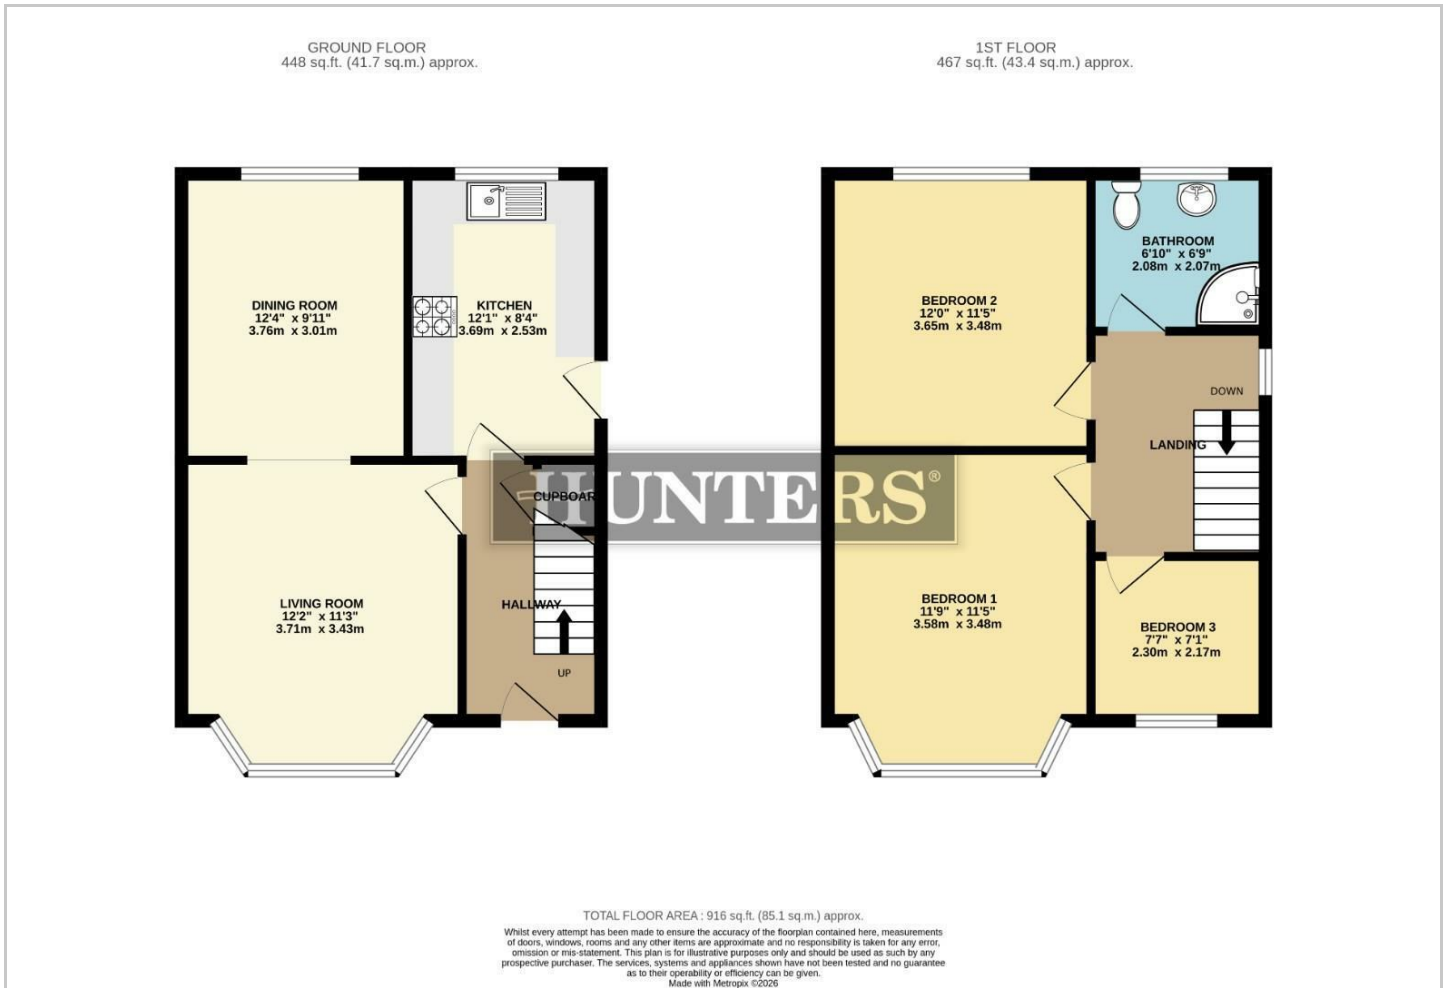 GROUND FLOOR
448 sq.ft. (41.7 sq.m.) approx.
1ST FLOOR
467 sq.ft. (43.4 sq.m.) approx.
DINING ROOM
12'4" x 9'11"
3.76m x 3.01m
KITCHEN
12'1" x 8'4"
3.69m x 2.53m
CUPBOAR
LIVING ROOM
12'2" x 11'3"
3.71m x 3.43m
HALLWAY
UP
HUNTERS®
BEDROOM 2
12'0" x 11'5"
3.65m x 3.48m
BATHROOM
6'10" x 6'9"
2.08m x 2.07m
DOWN
LANDING
BEDROOM 1
11'9" x 11'5"
3.58m x 3.48m
BEDROOM 3
7'7" x 7'1"
2.30m x 2.17m
TOTAL FLOOR AREA : 916 sq.ft. (85.1 sq.m.) approx.
Whilst every attempt has been made to ensure the accuracy of the floorplan contained here, measurements
of doors, windows, rooms and any other items are approximate and no responsibility is taken for any error,
omission or mis-statement. This plan is for illustrative purposes only and should be used as such by any
prospective purchaser. The services, systems and appliances shown have not been tested and no guarantee
as to their operability or efficiency can be given.
Made with Metropix ©2026